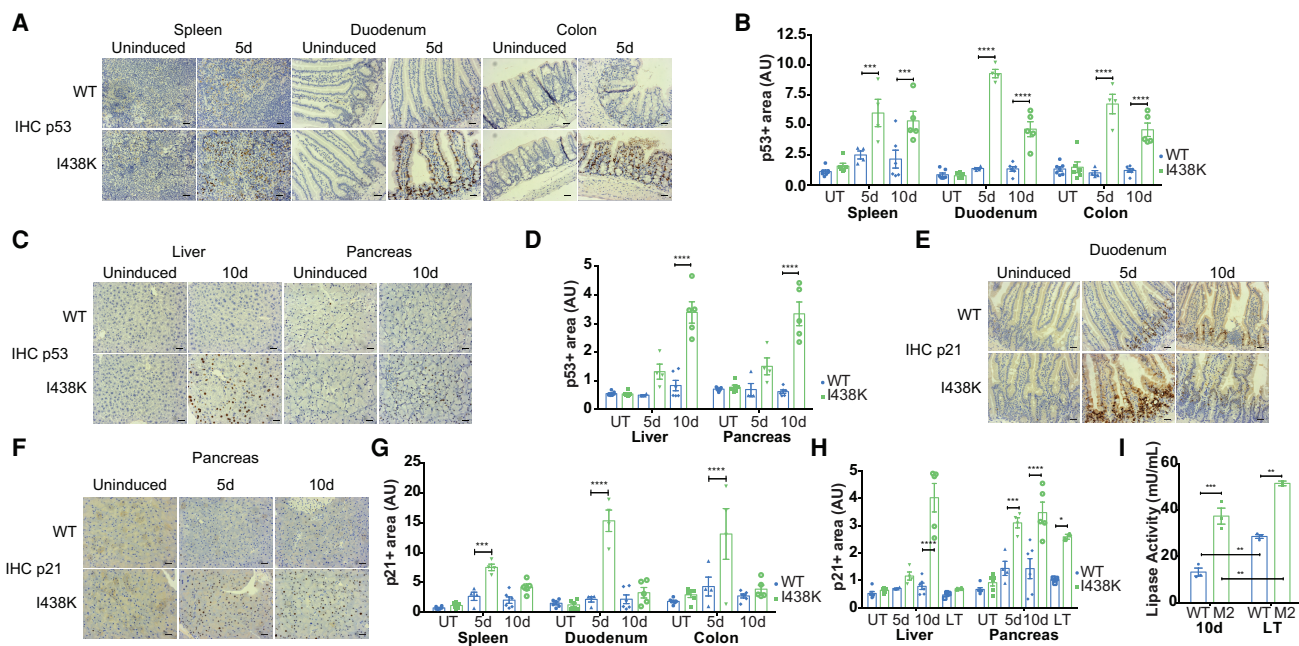 A
Spleen Duodenum Colon
Uninduced 5d Uninduced 5d Uninduced 5d
WT
IHC p53
I438K
B
p53+ area (AU)
12.5
10.0
7.5
5.0
2.5
0.0
*** *** **** **** **** ****
UT 5d 10d UT 5d 10d UT 5d 10d
Spleen Duodenum Colon
WT
I438K
C
Liver Pancreas
Uninduced 10d Uninduced 10d
WT
IHC p53
I438K
D
p53+ area (AU)
5
4
3
2
1
0
**** ****
UT 5d 10d UT 5d 10d
Liver Pancreas
WT
I438K
E
Duodenum
Uninduced 5d 10d
WT
IHC p21
I438K
F
Pancreas
Uninduced 5d 10d
WT
IHC p21
I438K
G
p21+ area (AU)
25
20
15
10
5
0
*** **** ****
UT 5d 10d UT 5d 10d UT 5d 10d
Spleen Duodenum Colon
WT
I438K
H
p21+ area (AU)
5
4
3
2
1
0
**** *** **** *
UT 5d 10d LT UT 5d 10d LT
Liver Pancreas
WT
I438K
I
Lipase Activity (mU/mL)
60
40
20
0
*** ** ** **
WT M2 WT M2
10d LT